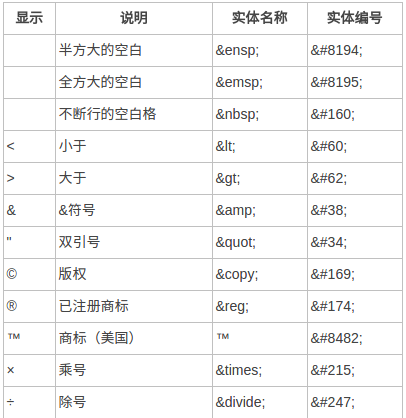 显示 说明 实体名称 实体编号
半方大的空白 &ensp; &#8194;
全方大的空白 &emsp; &#8195;
不断行的空白格 &nbsp; &#160;
< 小于 &lt; &#60;
> 大于 &gt; &#62;
& &符号 &amp; &#38;
" 双引号 &quot; &#34;
© 版权 &copy; &#169;
® 已注册商标 &reg; &#174;
™ 商标（美国） ™ &#8482;
× 乘号 &times; &#215;
÷ 除号 &divide; &#247;